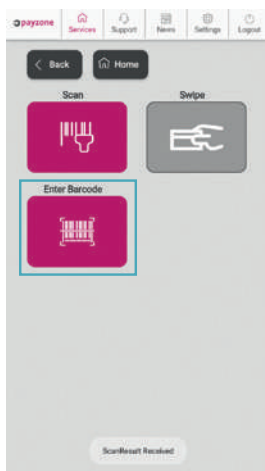 payzone Services Support News Settings Logout
Back Home
Scan Swipe
Enter Barcode
ScanResult Received